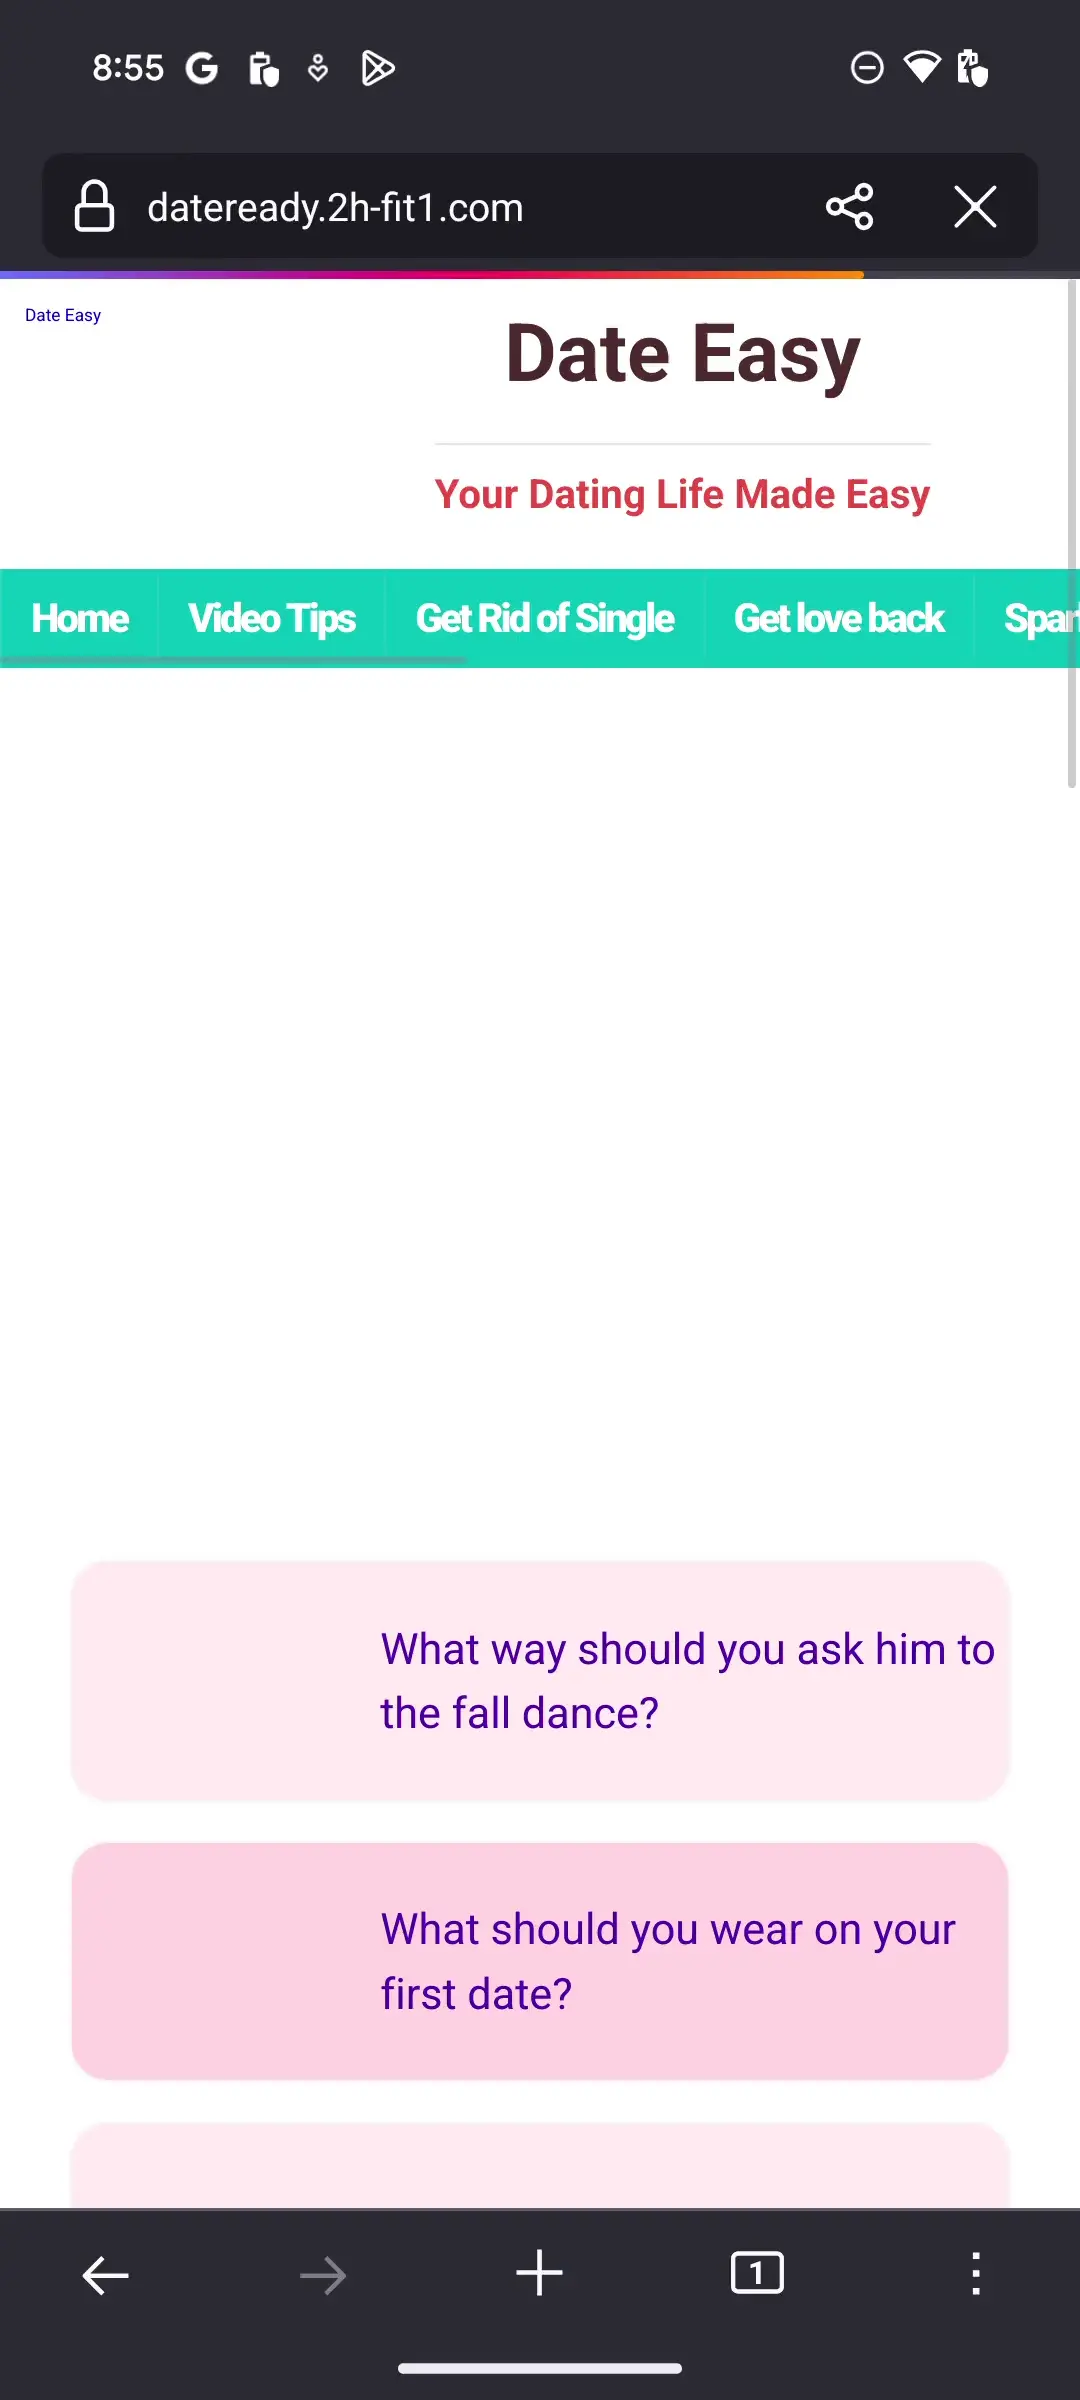 8:55
dateready.2h-fit1.com
Date Easy
Date Easy
Your Dating Life Made Easy
Home Video Tips Get Rid of Single Get love back
What way should you ask him to
the fall dance?
What should you wear on your
first date?
1